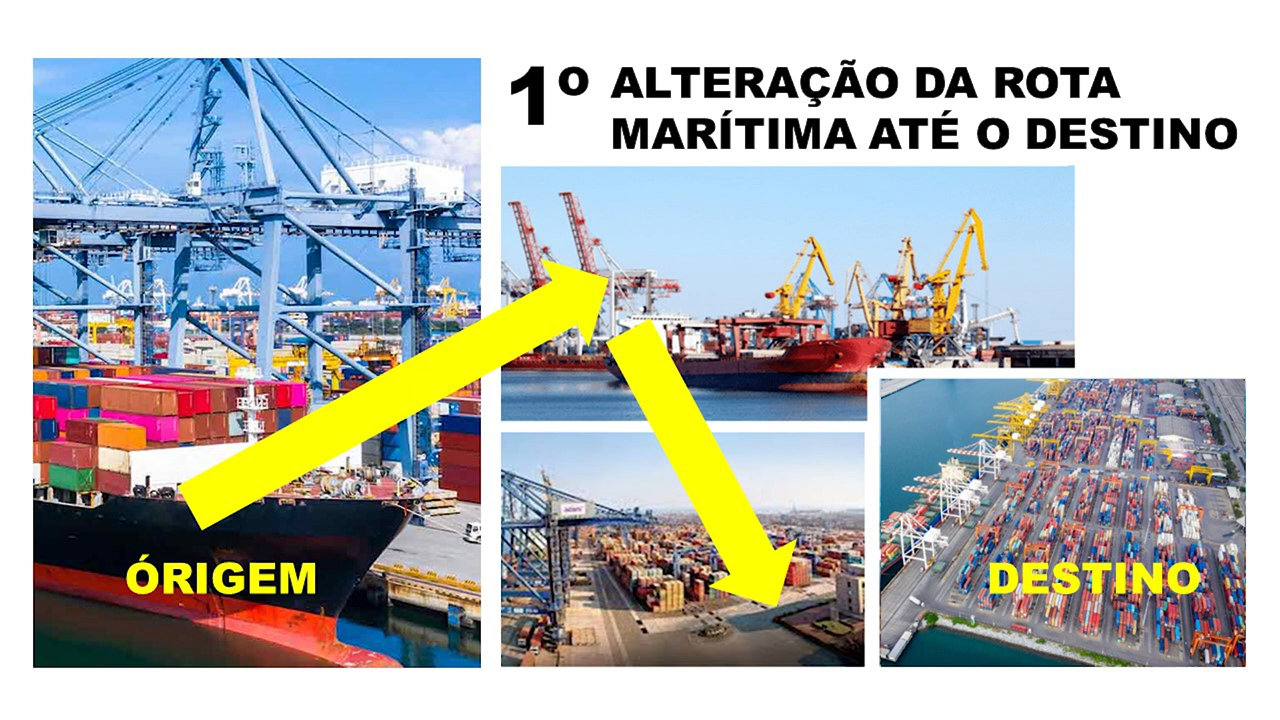 1º ALTERAÇÃO DA ROTA
MARÍTIMA ATÉ O DESTINO
ÓRIGEM
DESTINO